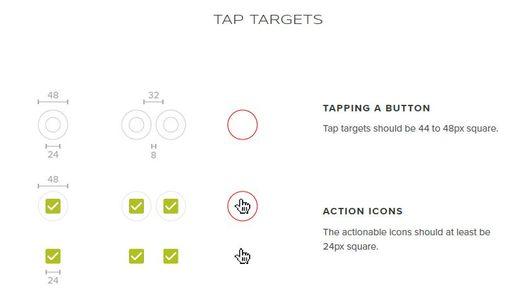 TAP TARGETS
48
32
24
8
TAPPING A BUTTON
Tap targets should be 44 to 48px square.
48
24
ACTION ICONS
The actionable icons should at least be
24px square.